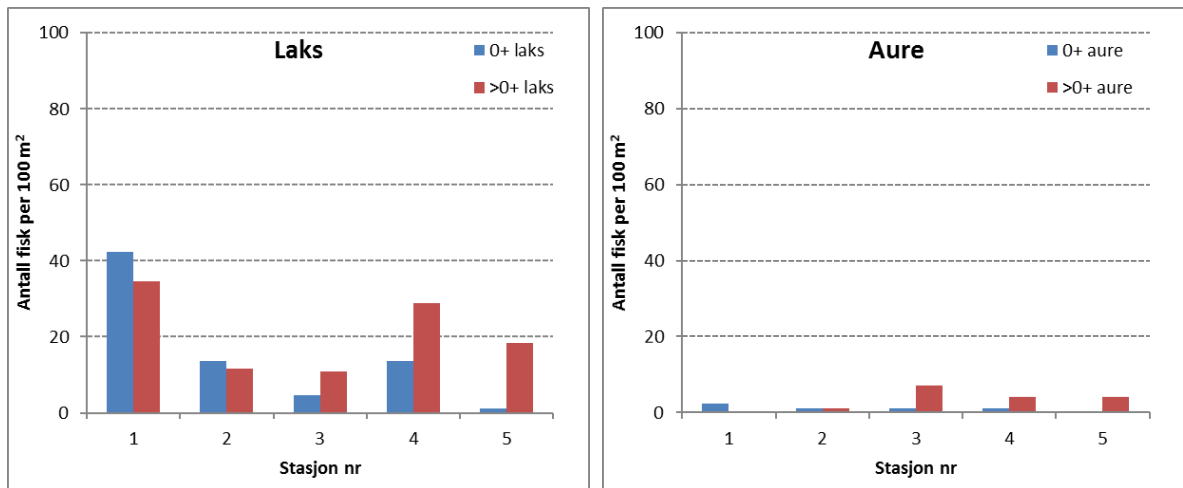 Laks
0+ laks
>0+ laks
Antall fisk per 100 m²
100
80
60
40
20
0
1 2 3 4 5
Stasjon nr
Aure
0+ aure
>0+ aure
Antall fisk per 100 m²
100
80
60
40
20
0
1 2 3 4 5
Stasjon nr